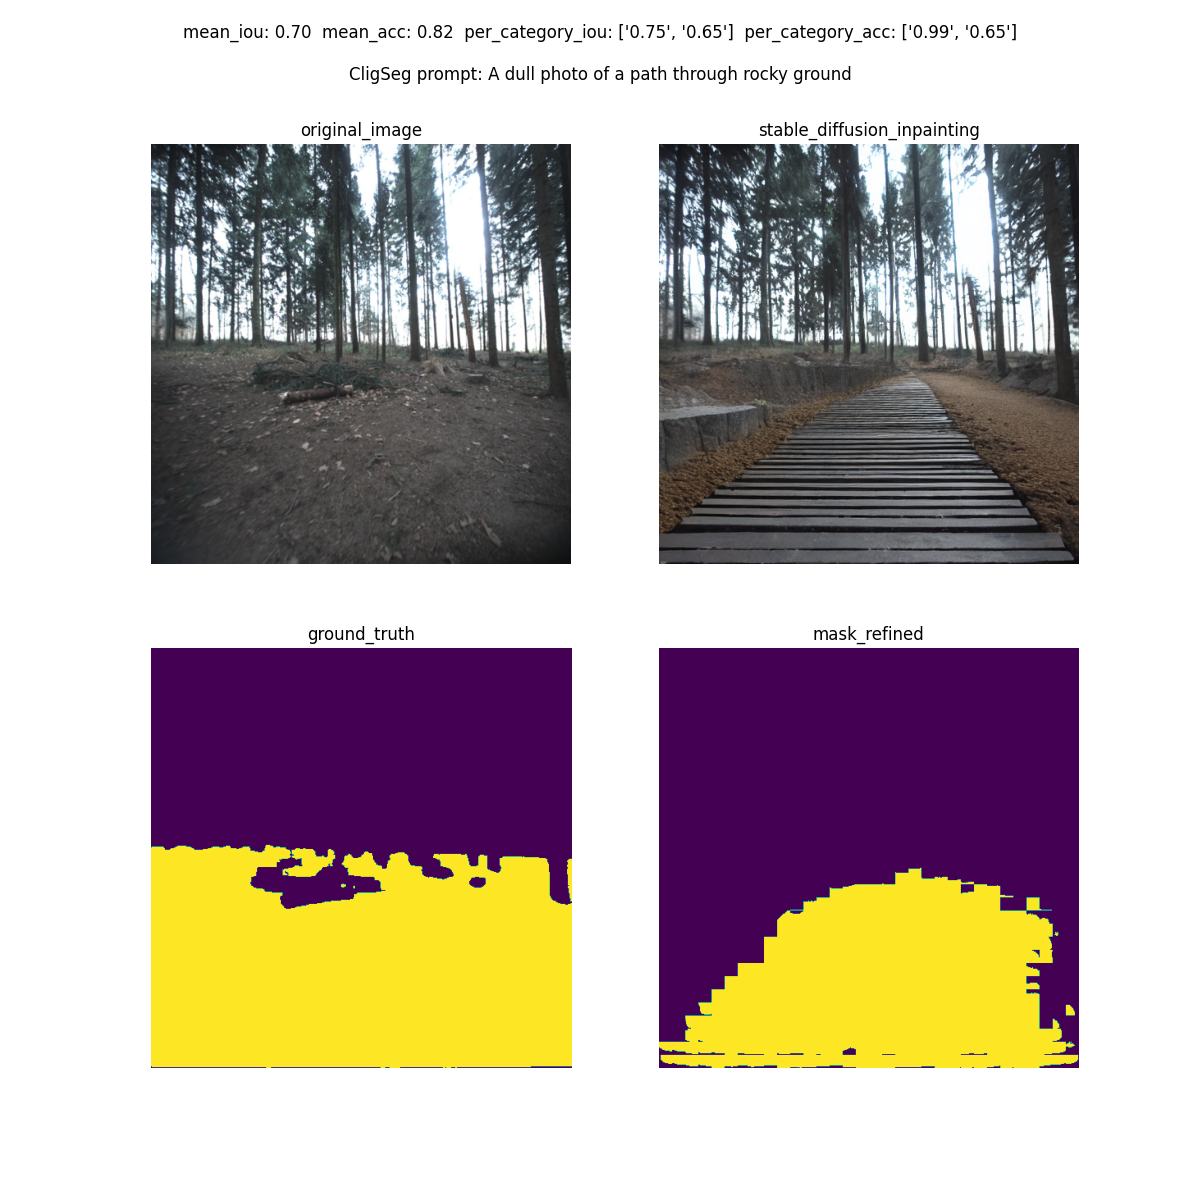 mean_iou: 0.70  mean_acc: 0.82  per_category_iou: ['0.75', '0.65']  per_category_acc: ['0.99', '0.65']
CligSeg prompt: A dull photo of a path through rocky ground
original_image
stable_diffusion_inpainting
ground_truth
mask_refined